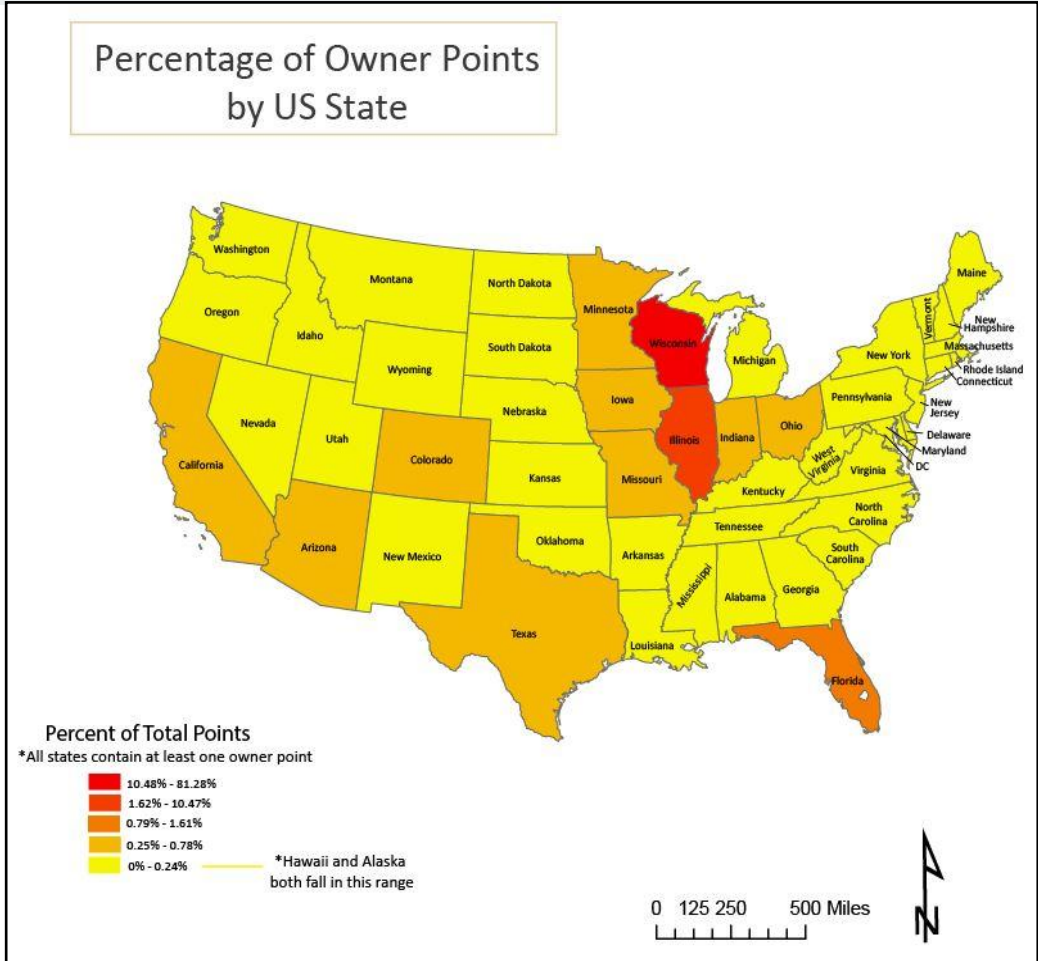 Percentage of Owner Points
by US State
Washington
Montana
North Dakota
Minnesota
Maine
Oregon
Idaho
South Dakota
Wisconsin
Vermont
New
Hampshire
Massachusetts
Michigan
New York
Rhode Island
Connecticut
Wyoming
Iowa
Pennsylvania
New
Jersey
Nebraska
Nevada
Utah
Illinois
Indiana
Ohio
Delaware
Maryland
DC
California
Colorado
Kansas
Missouri
West
Virginia
Virginia
Kentucky
North
Carolina
Tennessee
Arizona
New Mexico
Oklahoma
Arkansas
South
Carolina
Mississippi
Alabama
Georgia
Texas
Louisiana
Florida
Percent of Total Points
*All states contain at least one owner point
10.48% - 81.28%
1.62% - 10.47%
0.79% - 1.61%
0.25% - 0.78%
0% - 0.24%
*Hawaii and Alaska
both fall in this range
0 125 250 500 Miles
N